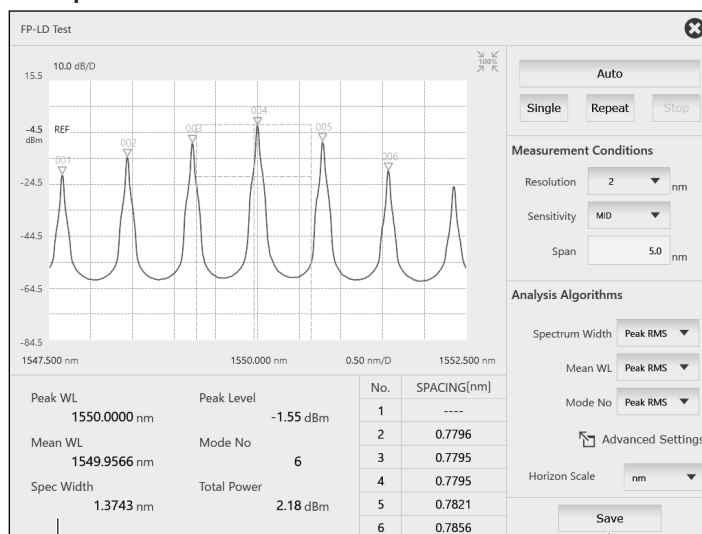 FP-LD Test
10.0 dB/D
100%
15.5
-4.5 REF
dBm
-24.5
-44.5
-64.5
-84.5
001
002
003
004
005
006
1547.500 nm 1550.000 nm 0.50 nm/D 1552.500 nm
Peak WL
1550.0000 nm
Peak Level
-1.55 dBm
Mean WL
1549.9566 nm
Mode No
6
Spec Width
1.3743 nm
Total Power
2.18 dBm
No. SPACING[nm]
1 ----
2 0.7796
3 0.7795
4 0.7795
5 0.7821
6 0.7856
Auto
Single Repeat Stop
Measurement Conditions
Resolution 2 nm
Sensitivity MID
Span 5.0 nm
Analysis Algorithms
Spectrum Width Peak RMS
Mean WL Peak RMS
Mode No Peak RMS
Advanced Settings
Horizon Scale nm
Save